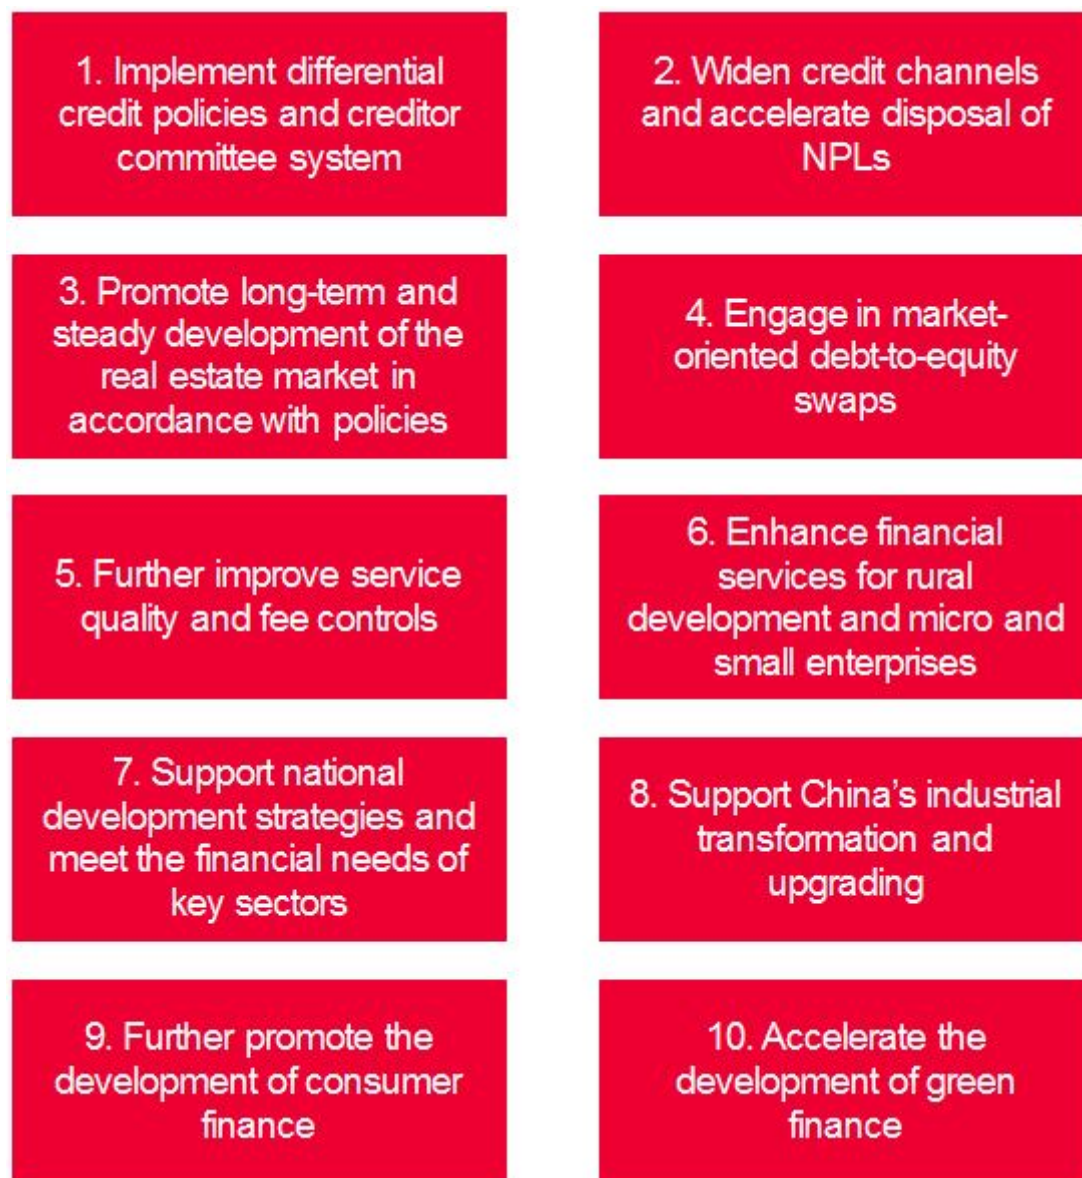 1. Implement differential
credit policies and creditor
committee system
2. Widen credit channels
and accelerate disposal of
NPLs
3. Promote long-term and
steady development of the
real estate market in
accordance with policies
4. Engage in market-
oriented debt-to-equity
swaps
5. Further improve service
quality and fee controls
6. Enhance financial
services for rural
development and micro and
small enterprises
7. Support national
development strategies and
meet the financial needs of
key sectors
8. Support China’s industrial
transformation and
upgrading
9. Further promote the
development of consumer
finance
10. Accelerate the
development of green
finance